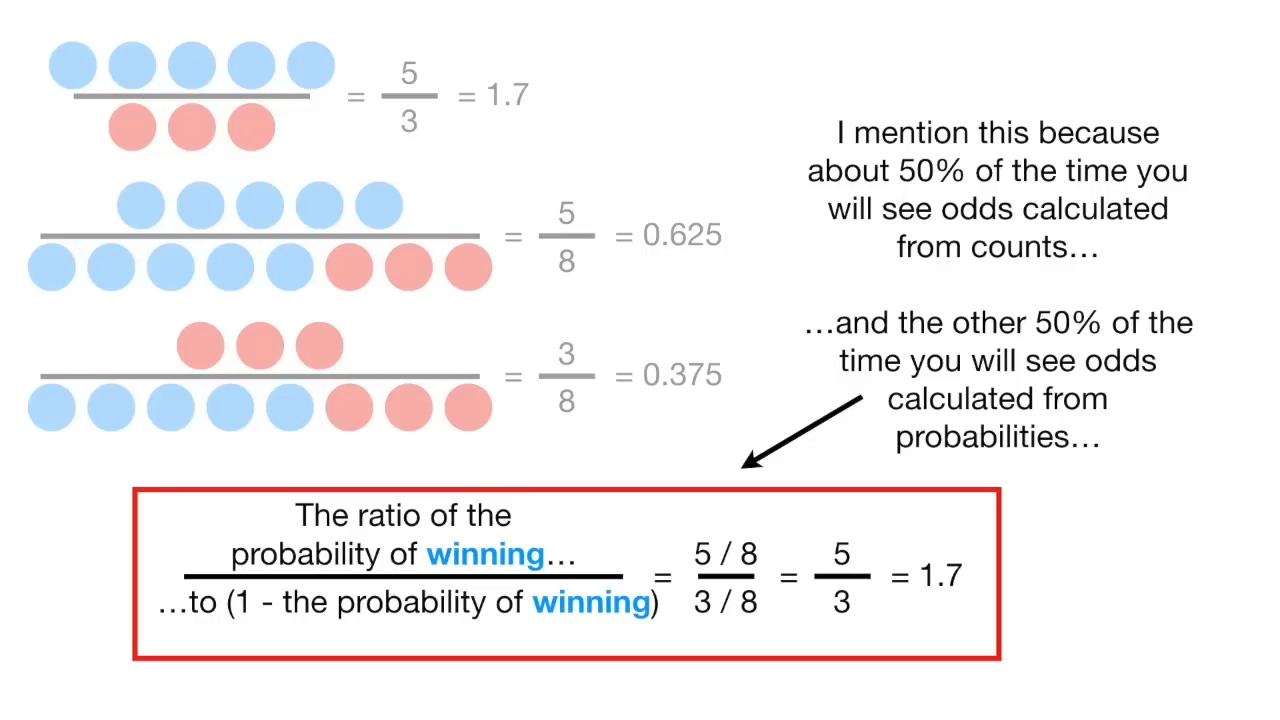 5
= — = 1.7
3
5
= — = 0.625
8
3
= — = 0.375
8
I mention this because
about 50% of the time you
will see odds calculated
from counts…
…and the other 50% of the
time you will see odds
calculated from
probabilities…
The ratio of the
probability of winning…
…to (1 - the probability of winning)
5 / 8
3 / 8
=
=
5
3
= 1.7